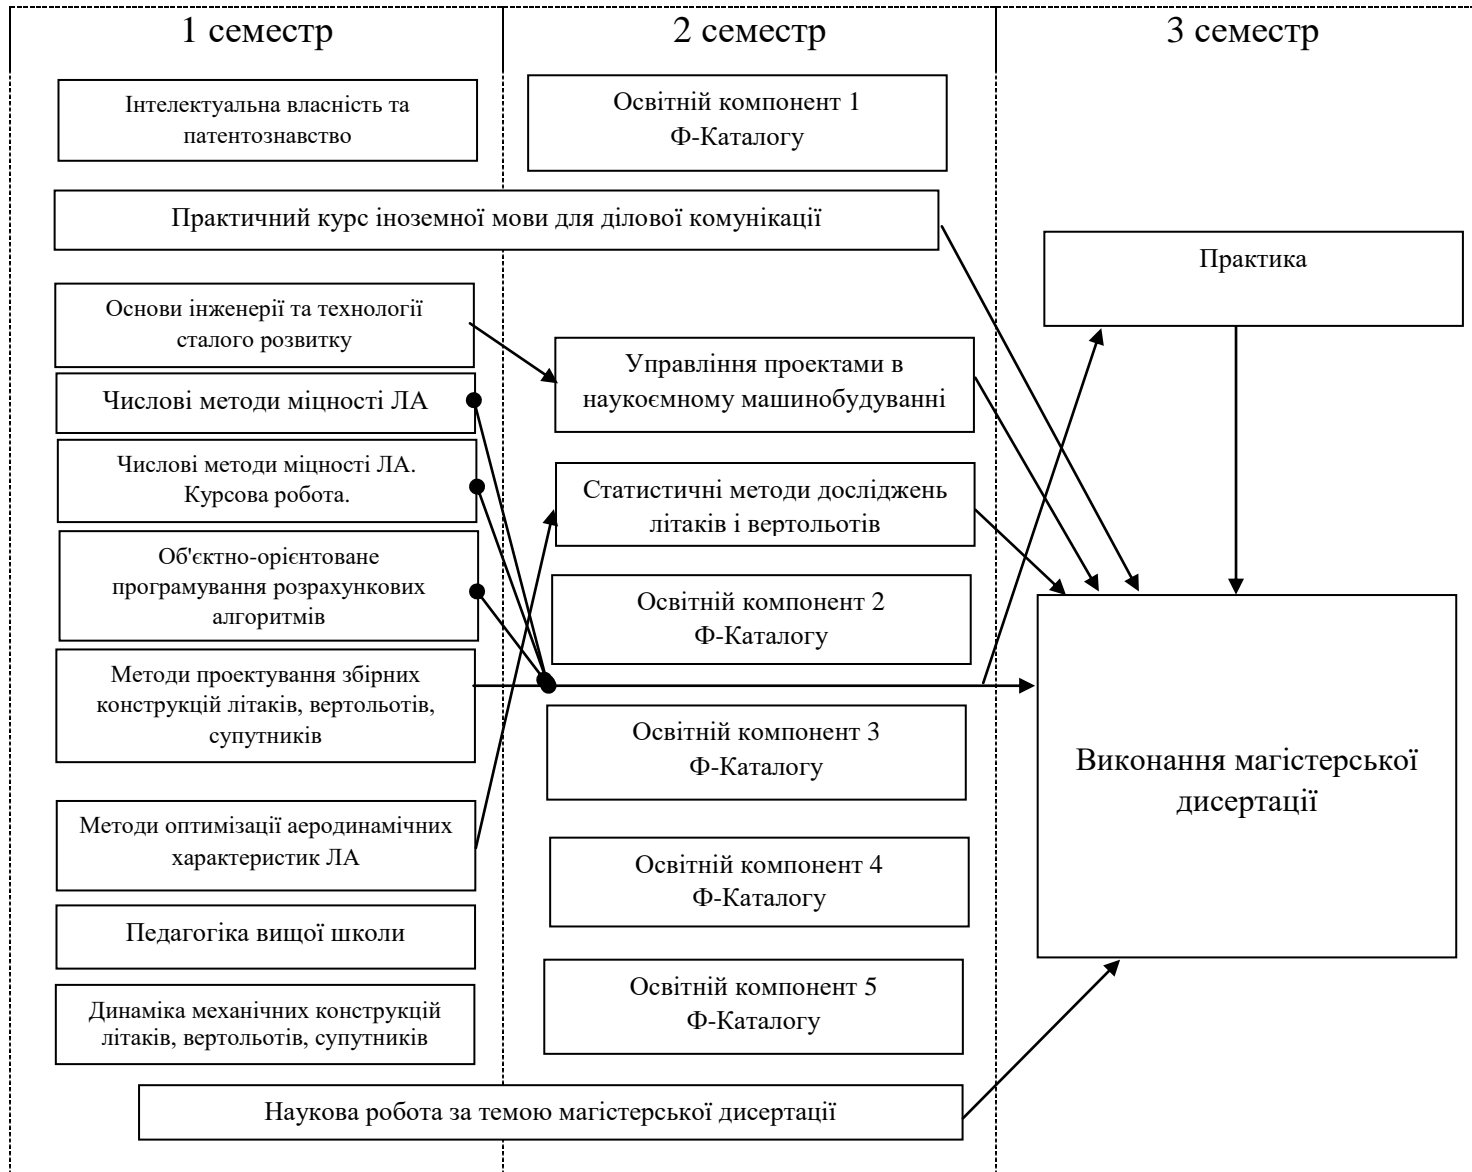 1 семестр
2 семестр
3 семестр
Інтелектуальна власність та
патентознавство
Освітній компонент 1
Ф-Каталогу
Практичний курс іноземної мови для ділової комунікації
Практика
Основи інженерії та технології
сталого розвитку
Управління проектами в
наукоємному машинобудуванні
Числові методи міцності ЛА
Числові методи міцності ЛА.
Курсова робота.
Статистичні методи досліджень
літаків і вертольотів
Об'єктно-орієнтоване
програмування розрахункових
алгоритмів
Освітній компонент 2
Ф-Каталогу
Методи проектування збірних
конструкцій літаків, вертольотів,
супутників
Освітній компонент 3
Ф-Каталогу
Виконання магістерської
дисертації
Методи оптимізації аеродинамічних
характеристик ЛА
Освітній компонент 4
Ф-Каталогу
Педагогіка вищої школи
Освітній компонент 5
Ф-Каталогу
Динаміка механічних конструкцій
літаків, вертольотів, супутників
Наукова робота за темою магістерської дисертації